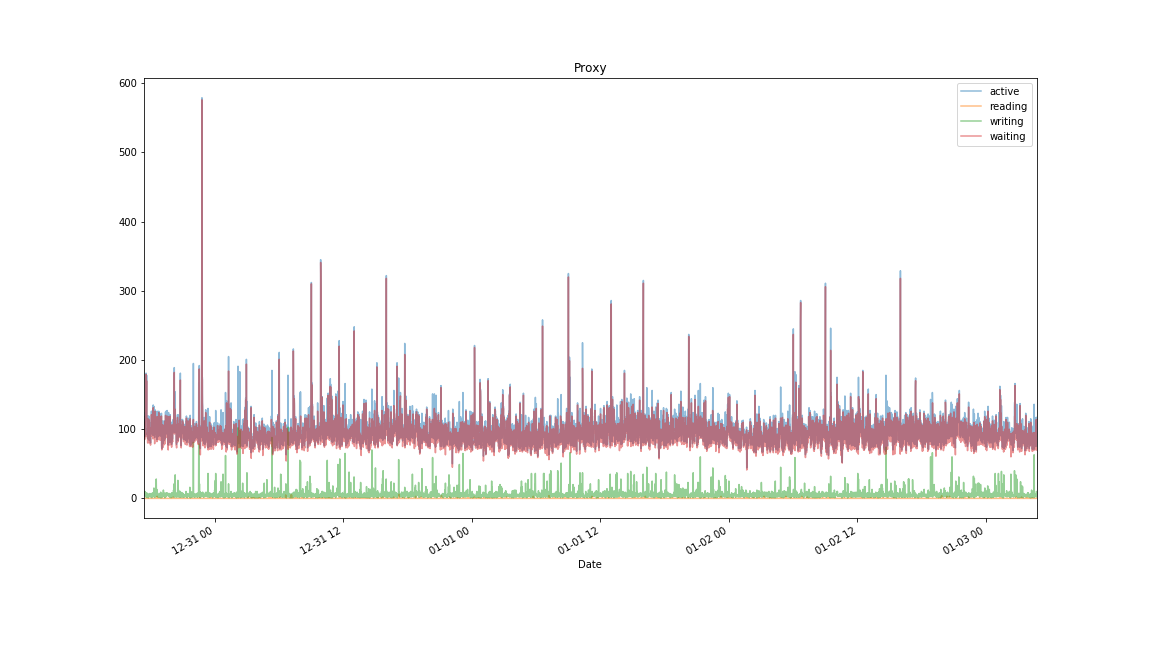 Proxy
600
500
400
300
200
100
0
active
reading
writing
waiting
12-31 00
12-31 12
01-01 00
01-01 12
01-02 00
01-02 12
01-03 00
Date